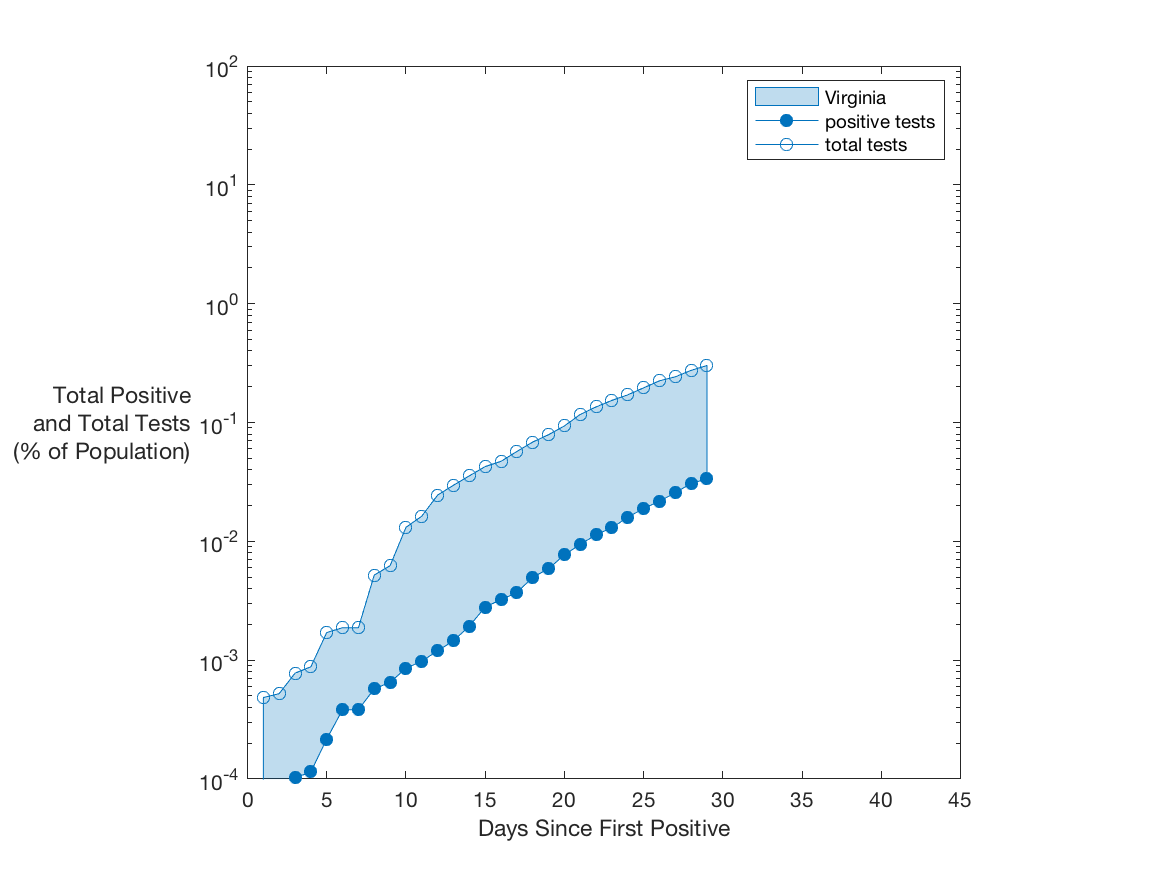 10^2
10^1
10^0
10^-1
10^-2
10^-3
10^-4
Total Positive
and Total Tests
(% of Population)
Virginia
positive tests
total tests
0 5 10 15 20 25 30 35 40 45
Days Since First Positive